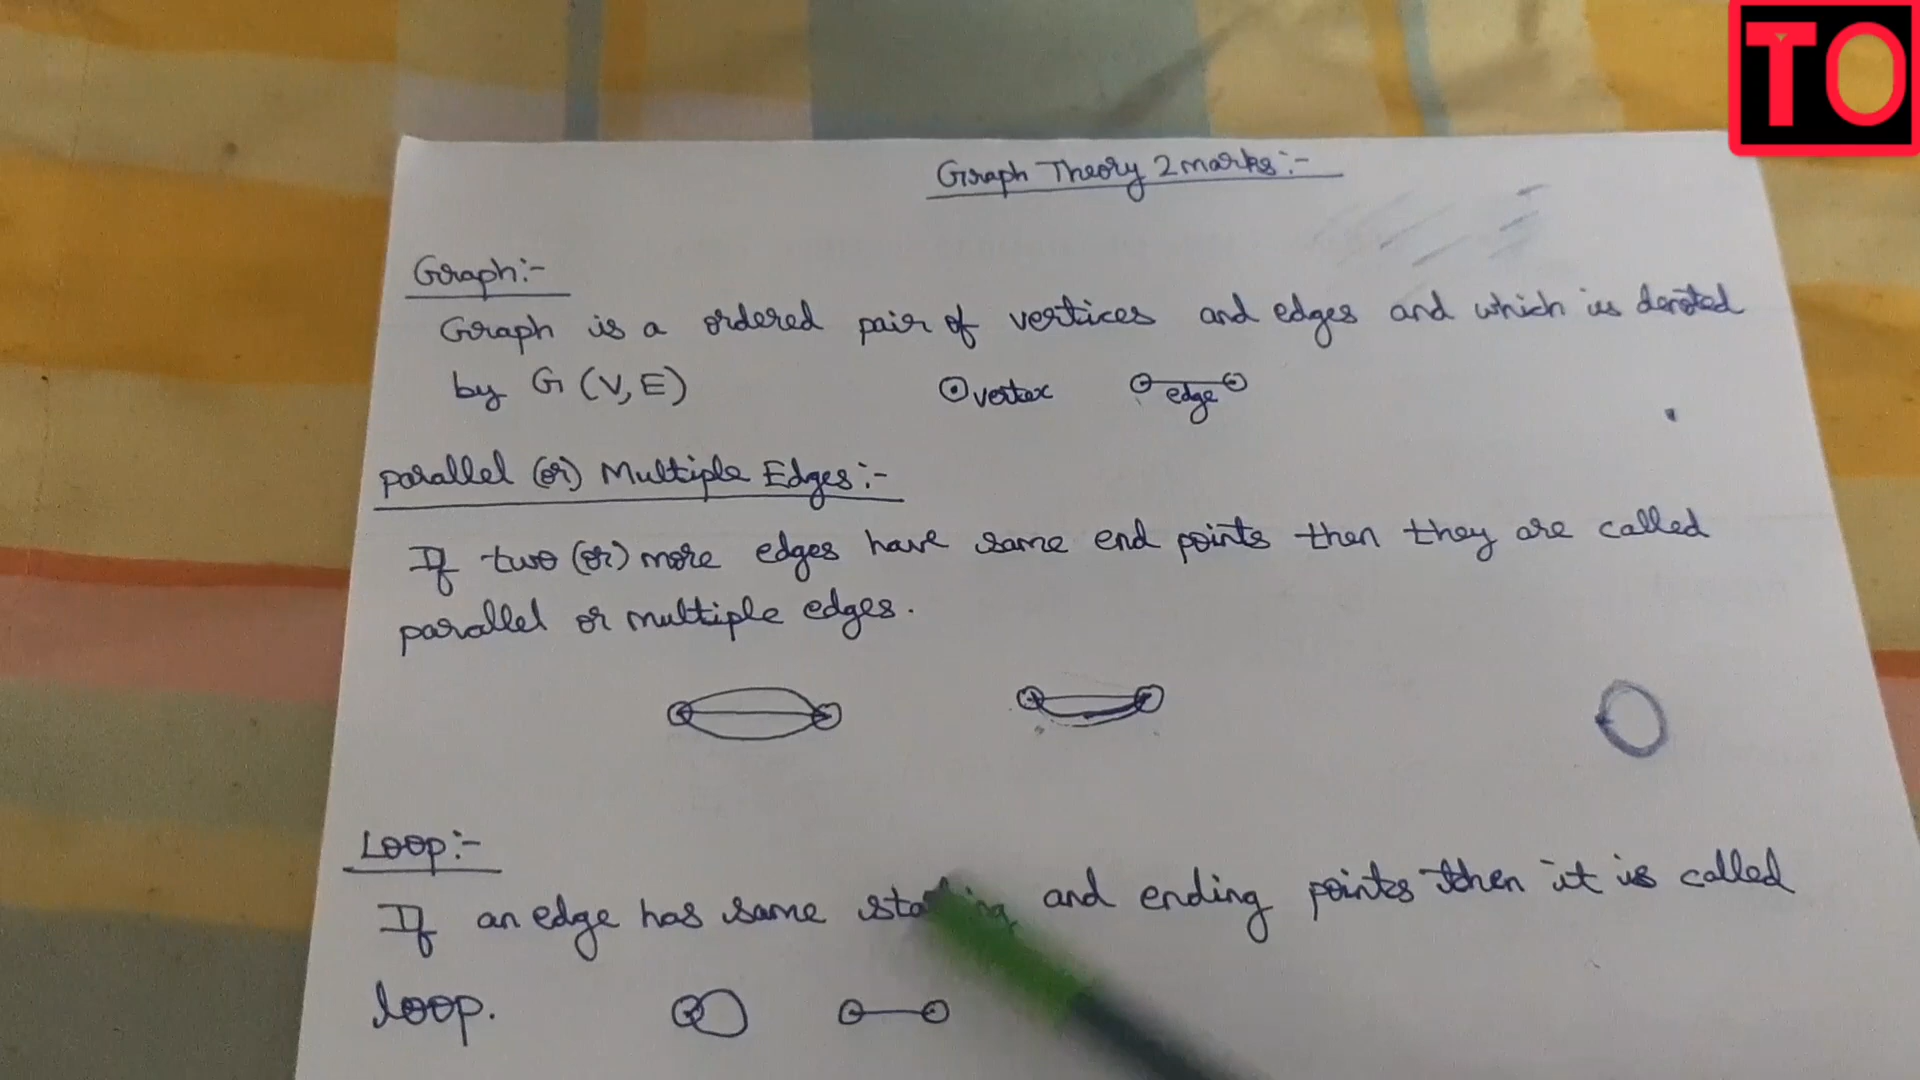 TO
Graph Theory 2 marks:-
Graph:-
Graph is a ordered pair of vertices and edges and which is denoted
by G (V, E) vertex edge
parallel (or) Multiple Edges:-
If two (or) more edges have same end points then they are called
parallel or multiple edges.
Loop:-
If an edge has same and ending points then it is called
loop.